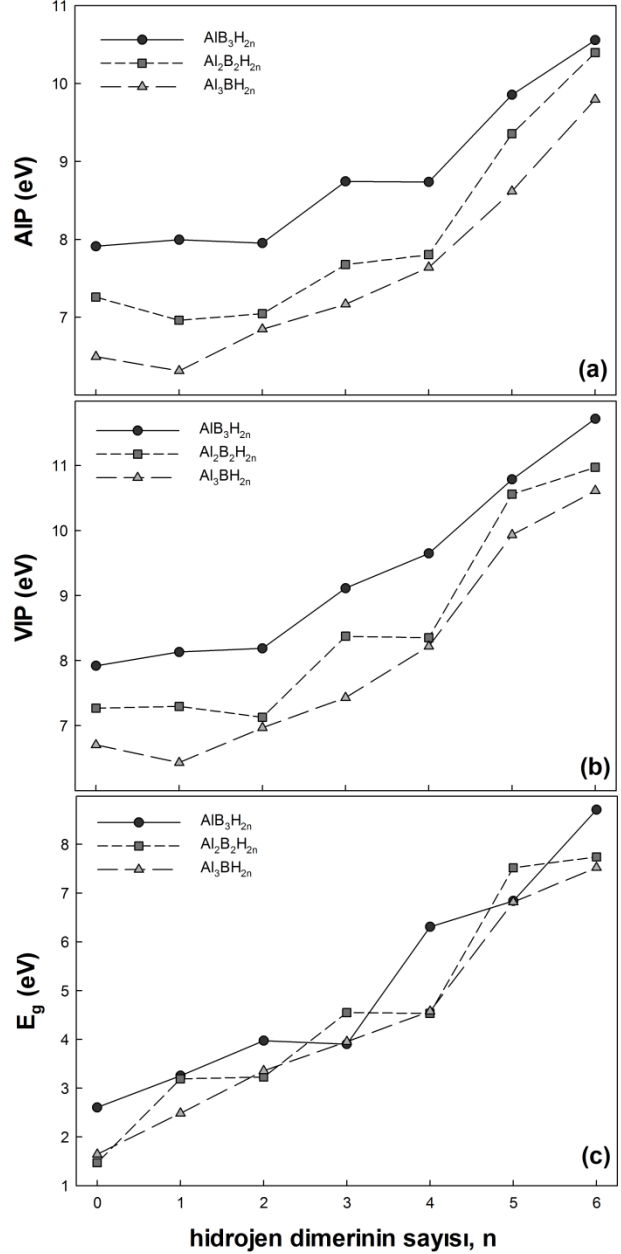 11
10
9
8
7
AIP (eV)
AlB₃H₂ₙ
Al₂B₂H₂ₙ
Al₃BH₂ₙ
(a)
11
10
9
8
7
VIP (eV)
AlB₃H₂ₙ
Al₂B₂H₂ₙ
Al₃BH₂ₙ
(b)
8
7
6
5
4
3
2
1
E_g (eV)
AlB₃H₂ₙ
Al₂B₂H₂ₙ
Al₃BH₂ₙ
(c)
0 1 2 3 4 5 6
hidrojen dimerinin sayısı, n